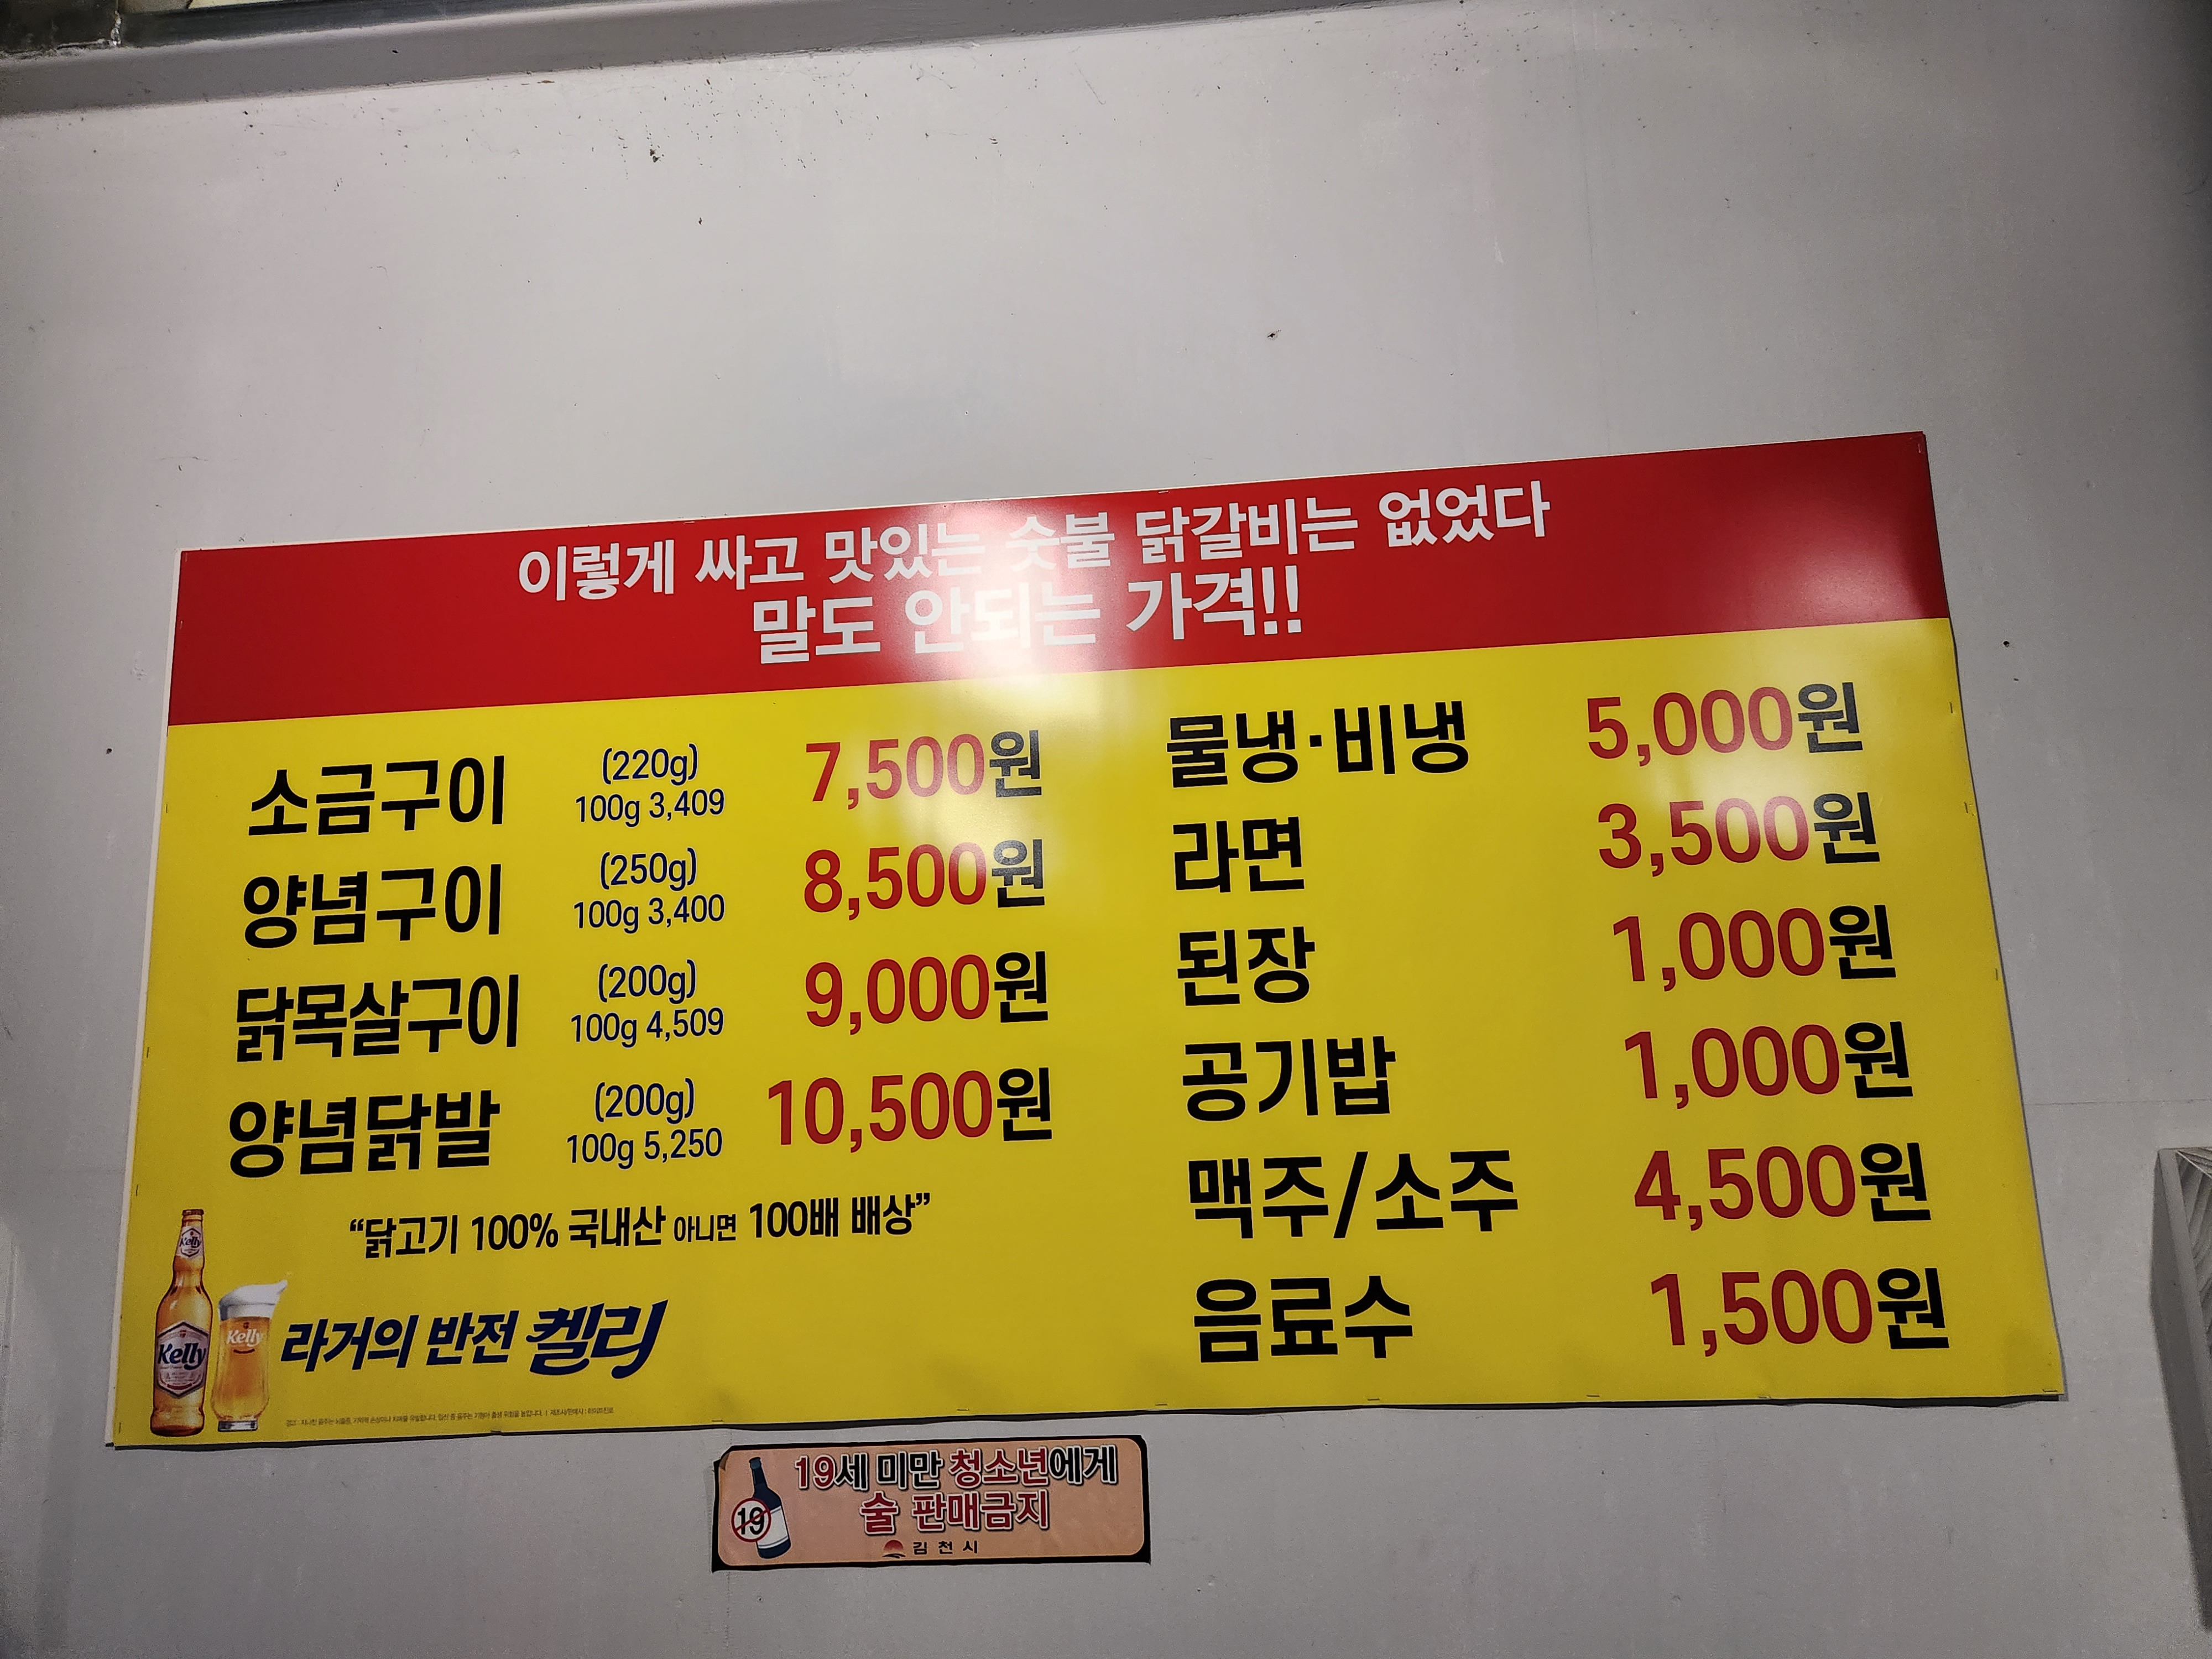 이렇게 싸고 맛있는 숯불 닭갈비는 없었다
말도 안되는 가격!!
소금구이 (220g) 100g 3,409 7,500원
양념구이 (250g) 100g 3,400 8,500원
닭목살구이 (200g) 100g 4,509 9,000원
양념닭발 (200g) 100g 5,250 10,500원
“닭고기 100% 국내산 아니면 100배 배상”
Kelly
Kelly
Kelly
라거의 반전 켈리
물냉·비냉 5,000원
라면 3,500원
된장 1,000원
공기밥 1,000원
맥주/소주 4,500원
음료수 1,500원
19세 미만 청소년에게
19
술 판매금지
김천시